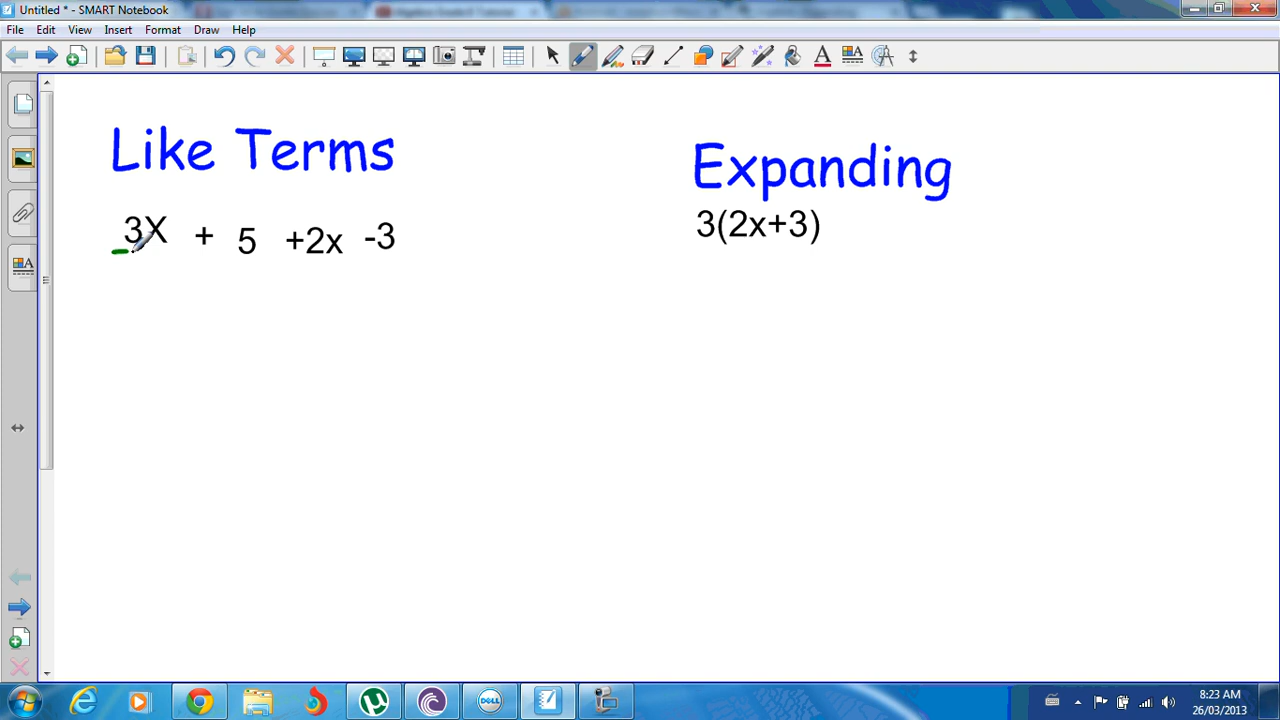 Untitled * - SMART Notebook
File Edit View Insert Format Draw Help
Like Terms
3X + 5 +2x -3
Expanding
3(2x+3)
8:23 AM
26/03/2013